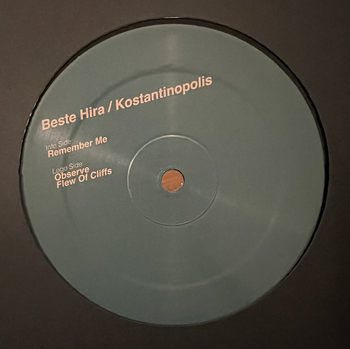 Beste Hira / Kostantinopolis
Info Side:
Remember Me
Logo Side:
Observe
Flew Of Cliffs